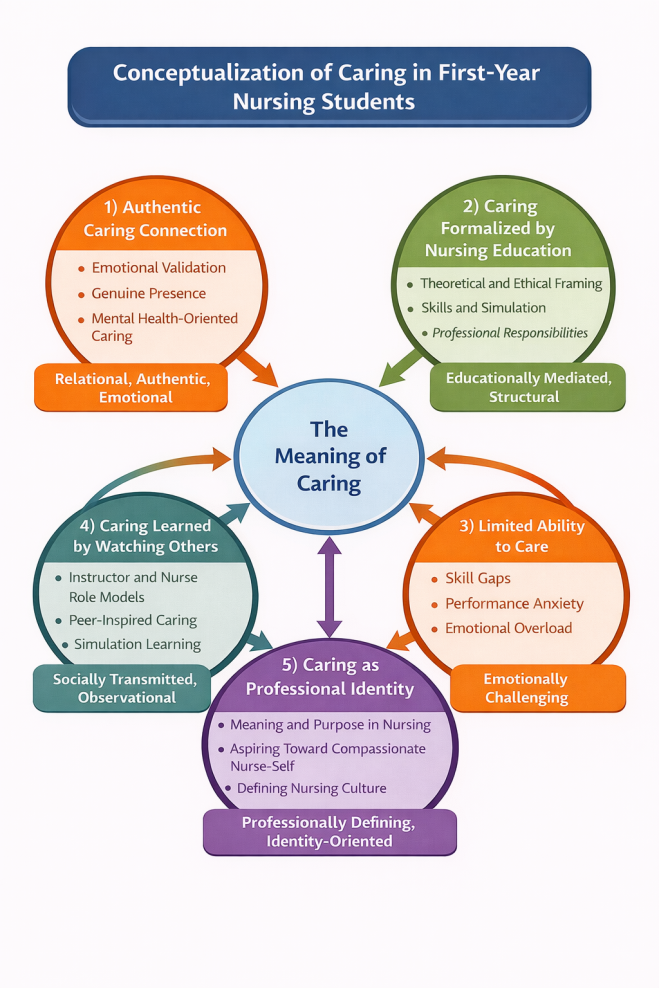 Conceptualization of Caring in First-Year
Nursing Students
1) Authentic
Caring Connection
• Emotional Validation
• Genuine Presence
• Mental Health-Oriented
Caring
Relational, Authentic,
Emotional
2) Caring
Formalized by
Nursing Education
• Theoretical and Ethical Framing
• Skills and Simulation
• Professional Responsibilities
Educationally Mediated,
Structural
The
Meaning of
Caring
4) Caring Learned
by Watching Others
• Instructor and Nurse
Role Models
• Peer-Inspired Caring
• Simulation Learning
Socially Transmitted,
Observational
3) Limited Ability
to Care
• Skill Gaps
• Performance Anxiety
• Emotional Overload
Emotionally
Challenging
5) Caring as
Professional Identity
• Meaning and Purpose in Nursing
• Aspiring Toward Compassionate
Nurse-Self
• Defining Nursing Culture
Professionally Defining,
Identity-Oriented